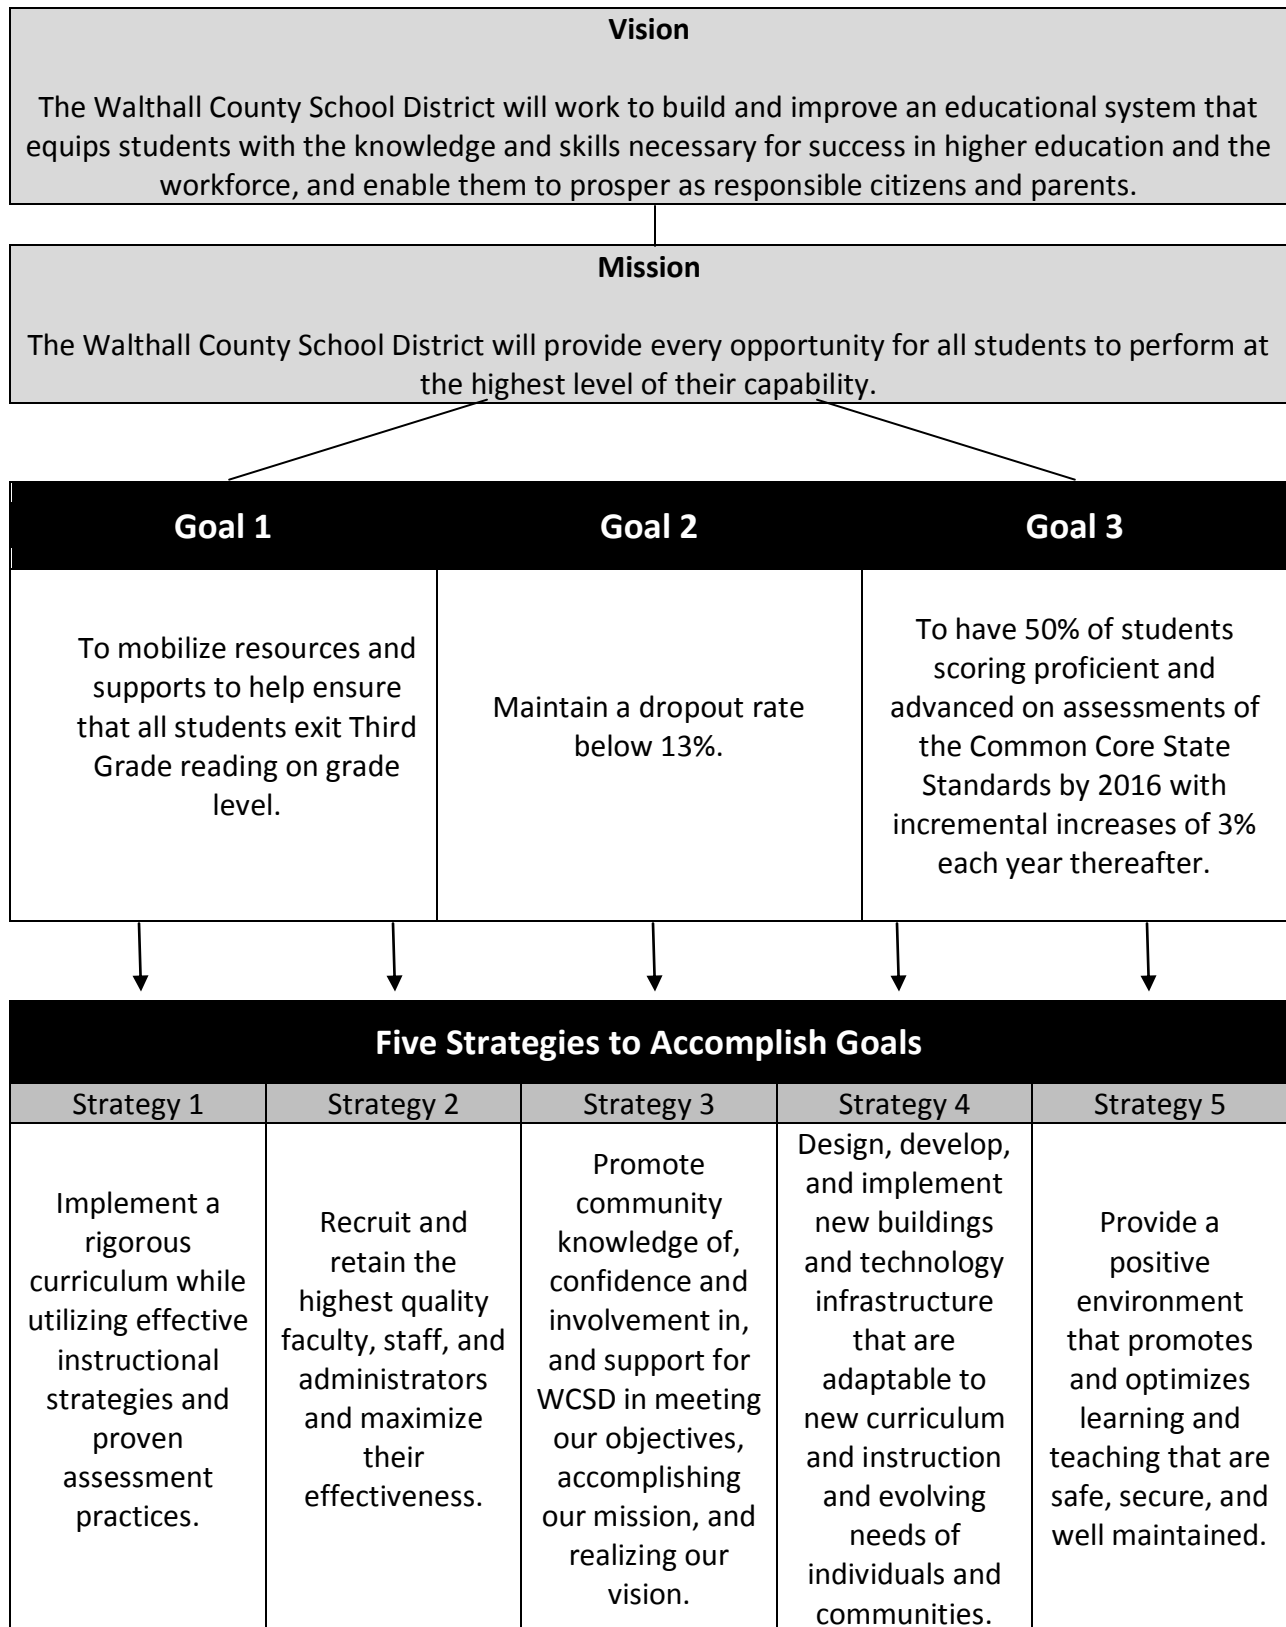 Vision
The Walthall County School District will work to build and improve an educational system that
equips students with the knowledge and skills necessary for success in higher education and the
workforce, and enable them to prosper as responsible citizens and parents.
Mission
The Walthall County School District will provide every opportunity for all students to perform at
the highest level of their capability.
Goal 1
Goal 2
Goal 3
To mobilize resources and
supports to help ensure
that all students exit Third
Grade reading on grade
level.
Maintain a dropout rate
below 13%.
To have 50% of students
scoring proficient and
advanced on assessments of
the Common Core State
Standards by 2016 with
incremental increases of 3%
each year thereafter.
Five Strategies to Accomplish Goals
Strategy 1
Strategy 2
Strategy 3
Strategy 4
Strategy 5
Implement a
rigorous
curriculum while
utilizing effective
instructional
strategies and
proven
assessment
practices.
Recruit and
retain the
highest quality
faculty, staff, and
administrators
and maximize
their
effectiveness.
Promote
community
knowledge of,
confidence and
involvement in,
and support for
WCSD in meeting
our objectives,
accomplishing
our mission, and
realizing our
vision.
Design, develop,
and implement
new buildings
and technology
infrastructure
that are
adaptable to
new curriculum
and instruction
and evolving
needs of
individuals and
communities.
Provide a
positive
environment
that promotes
and optimizes
learning and
teaching that are
safe, secure, and
well maintained.